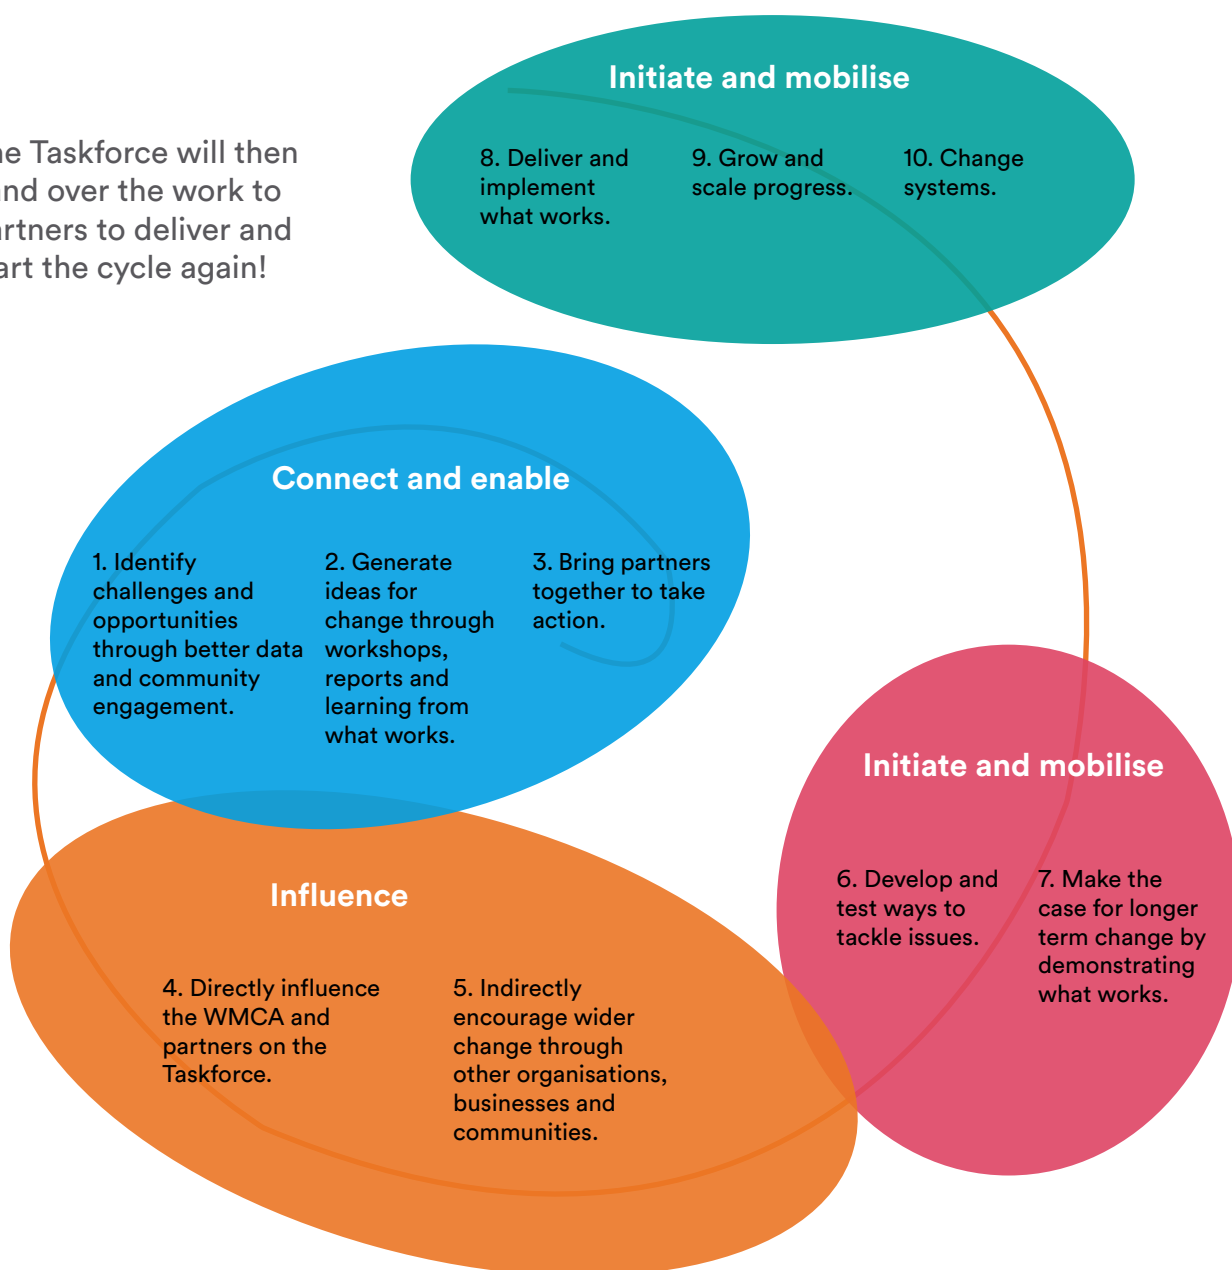 Initiate and mobilise
8. Deliver and
implement
what works.
9. Grow and
scale progress.
10. Change
systems.
Taskforce will then
over the work to
to deliver and
the cycle again!
Connect and enable
1. Identify
challenges and
opportunities
through better data
and community
engagement.
2. Generate
ideas for
change through
workshops,
reports and
learning from
what works.
3. Bring partners
together to take
action.
Initiate and mobilise
6. Develop and
test ways to
tackle issues.
7. Make the
case for longer
term change by
demonstrating
what works.
Influence
4. Directly influence
the WMCA and
partners on the
Taskforce.
5. Indirectly
encourage wider
change through
other organisations,
businesses and
communities.